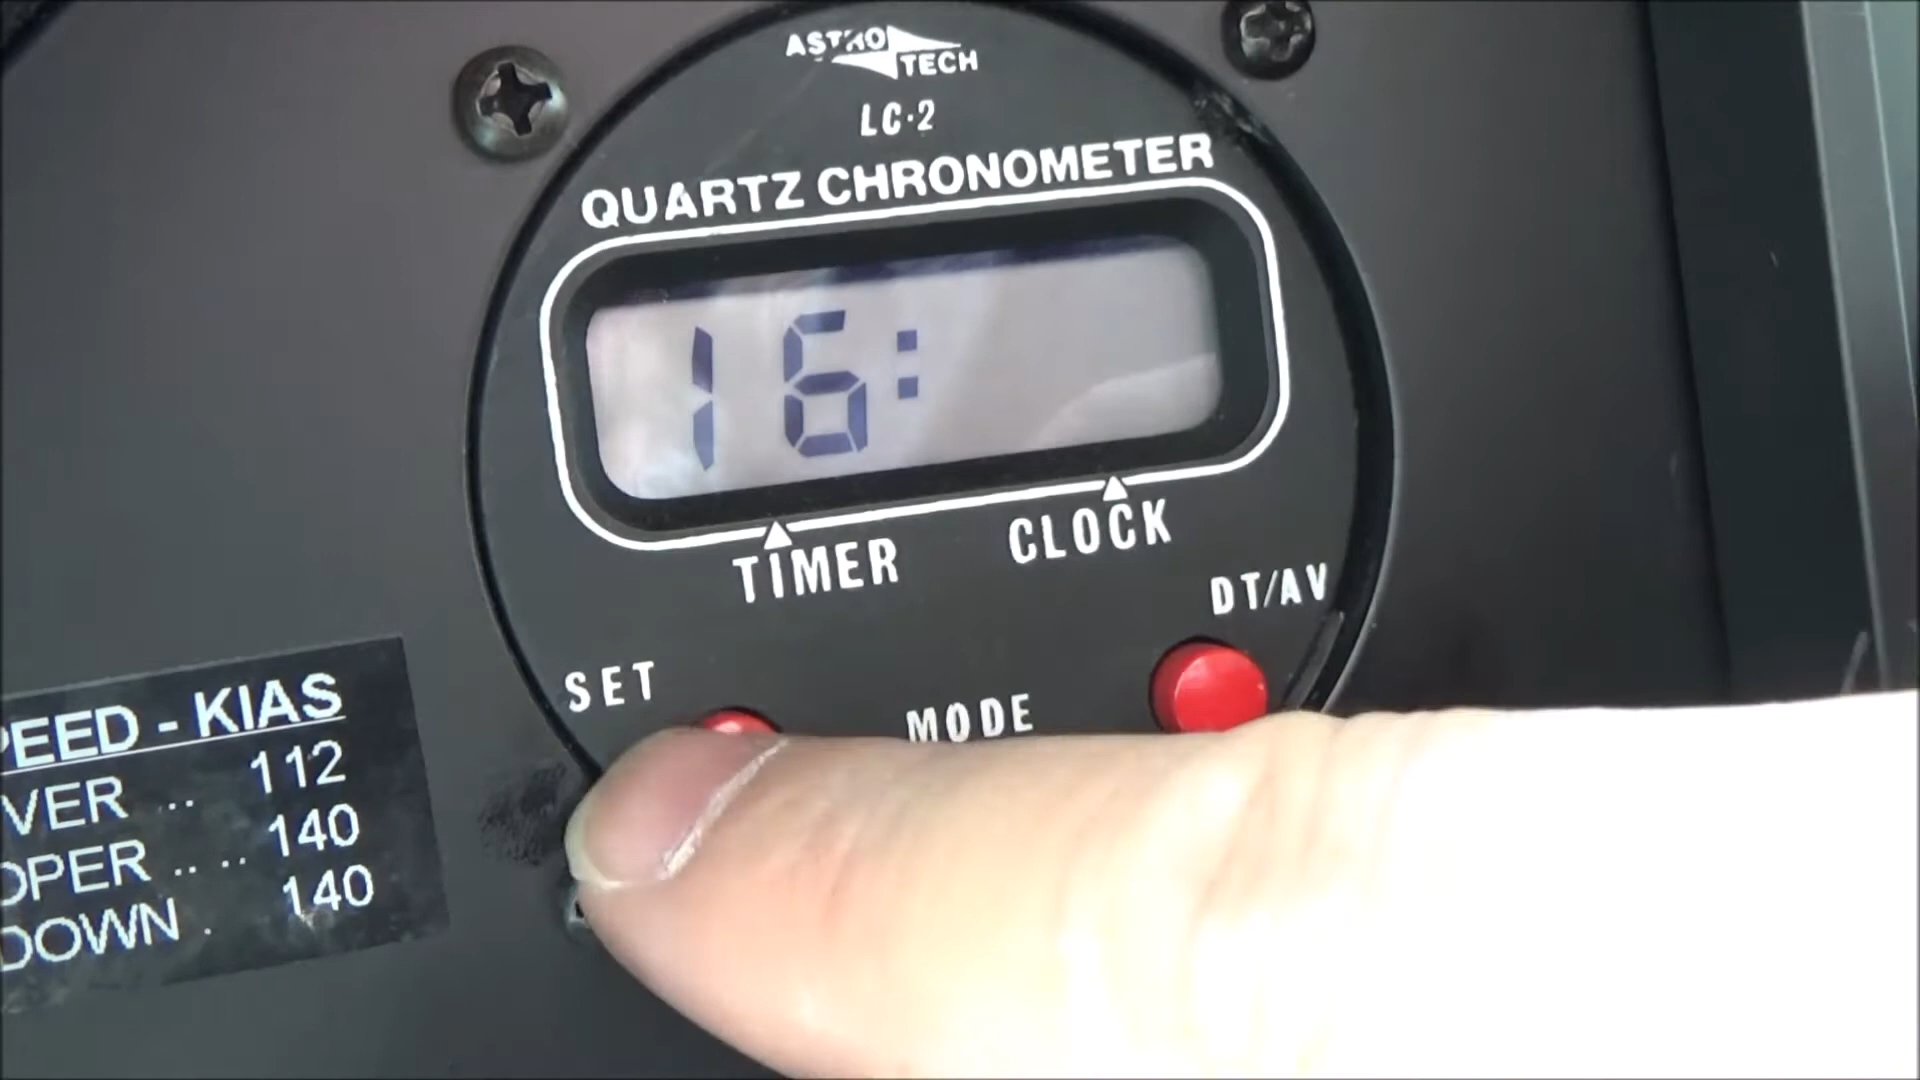 ASTRO
TECH
LC·2
QUARTZ CHRONOMETER
16:
TIMER
CLOCK
DT/AV
SET
MODE
PEED - KIAS
VER .. 112
OPER .. .. 140
DOWN . 140